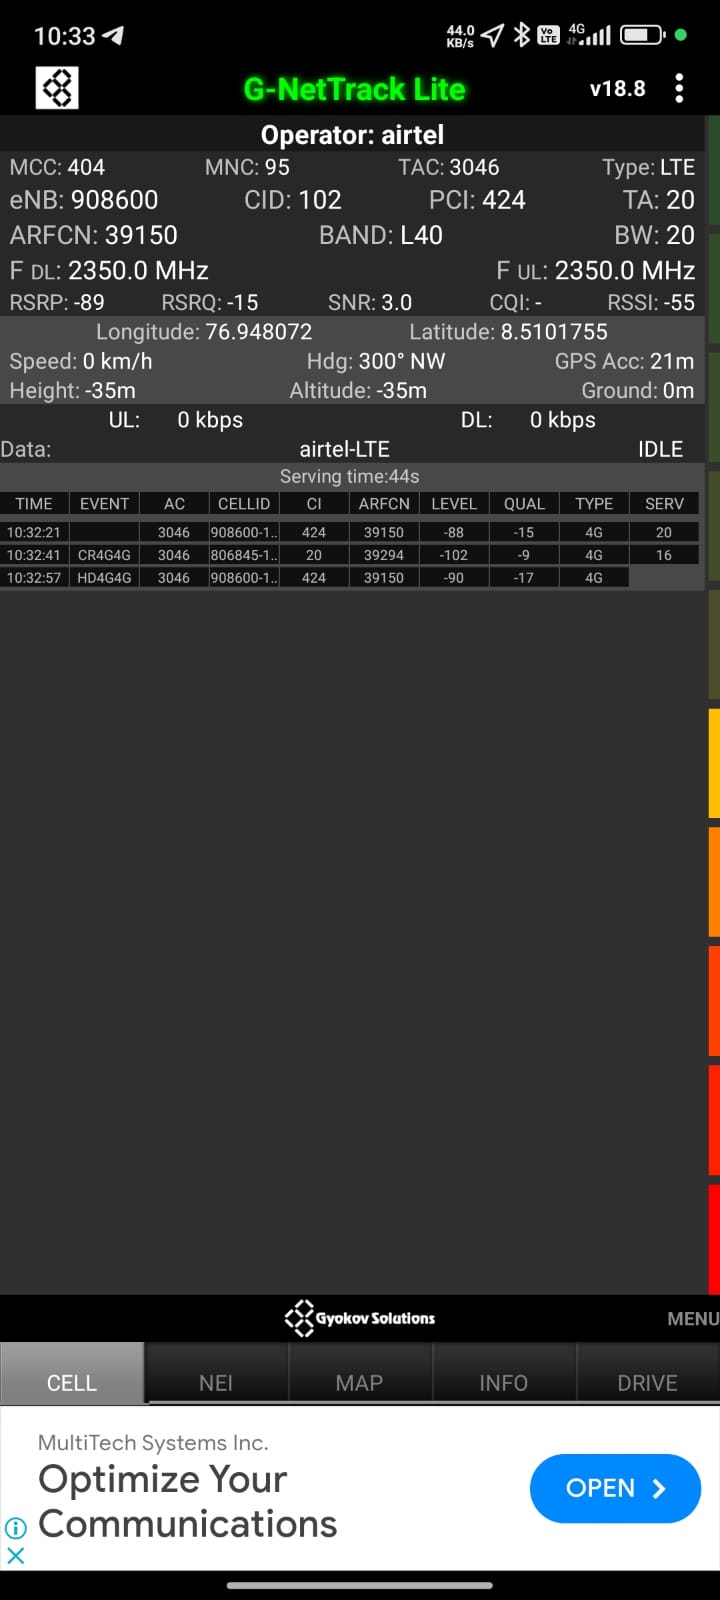 10:33 44.0 KB/s Vo LTE 4G
G-NetTrack Lite v18.8
Operator: airtel
MCC: 404 MNC: 95 TAC: 3046 Type: LTE
eNB: 908600 CID: 102 PCI: 424 TA: 20
ARFCN: 39150 BAND: L40 BW: 20
F DL: 2350.0 MHz F UL: 2350.0 MHz
RSRP: -89 RSRQ: -15 SNR: 3.0 CQI: - RSSI: -55
Longitude: 76.948072 Latitude: 8.5101755
Speed: 0 km/h Hdg: 300° NW GPS Acc: 21m
Height: -35m Altitude: -35m Ground: 0m
UL: 0 kbps DL: 0 kbps
Data: airtel-LTE IDLE
Serving time:44s
TIME EVENT AC CELLID CI ARFCN LEVEL QUAL TYPE SERV
10:32:21 3046 908600-1.. 424 39150 -88 -15 4G 20
10:32:41 CR4G4G 3046 806845-1.. 20 39294 -102 -9 4G 16
10:32:57 HD4G4G 3046 908600-1.. 424 39150 -90 -17 4G
Gyokov Solutions MENU
CELL NEI MAP INFO DRIVE
MultiTech Systems Inc.
Optimize Your
Communications
OPEN